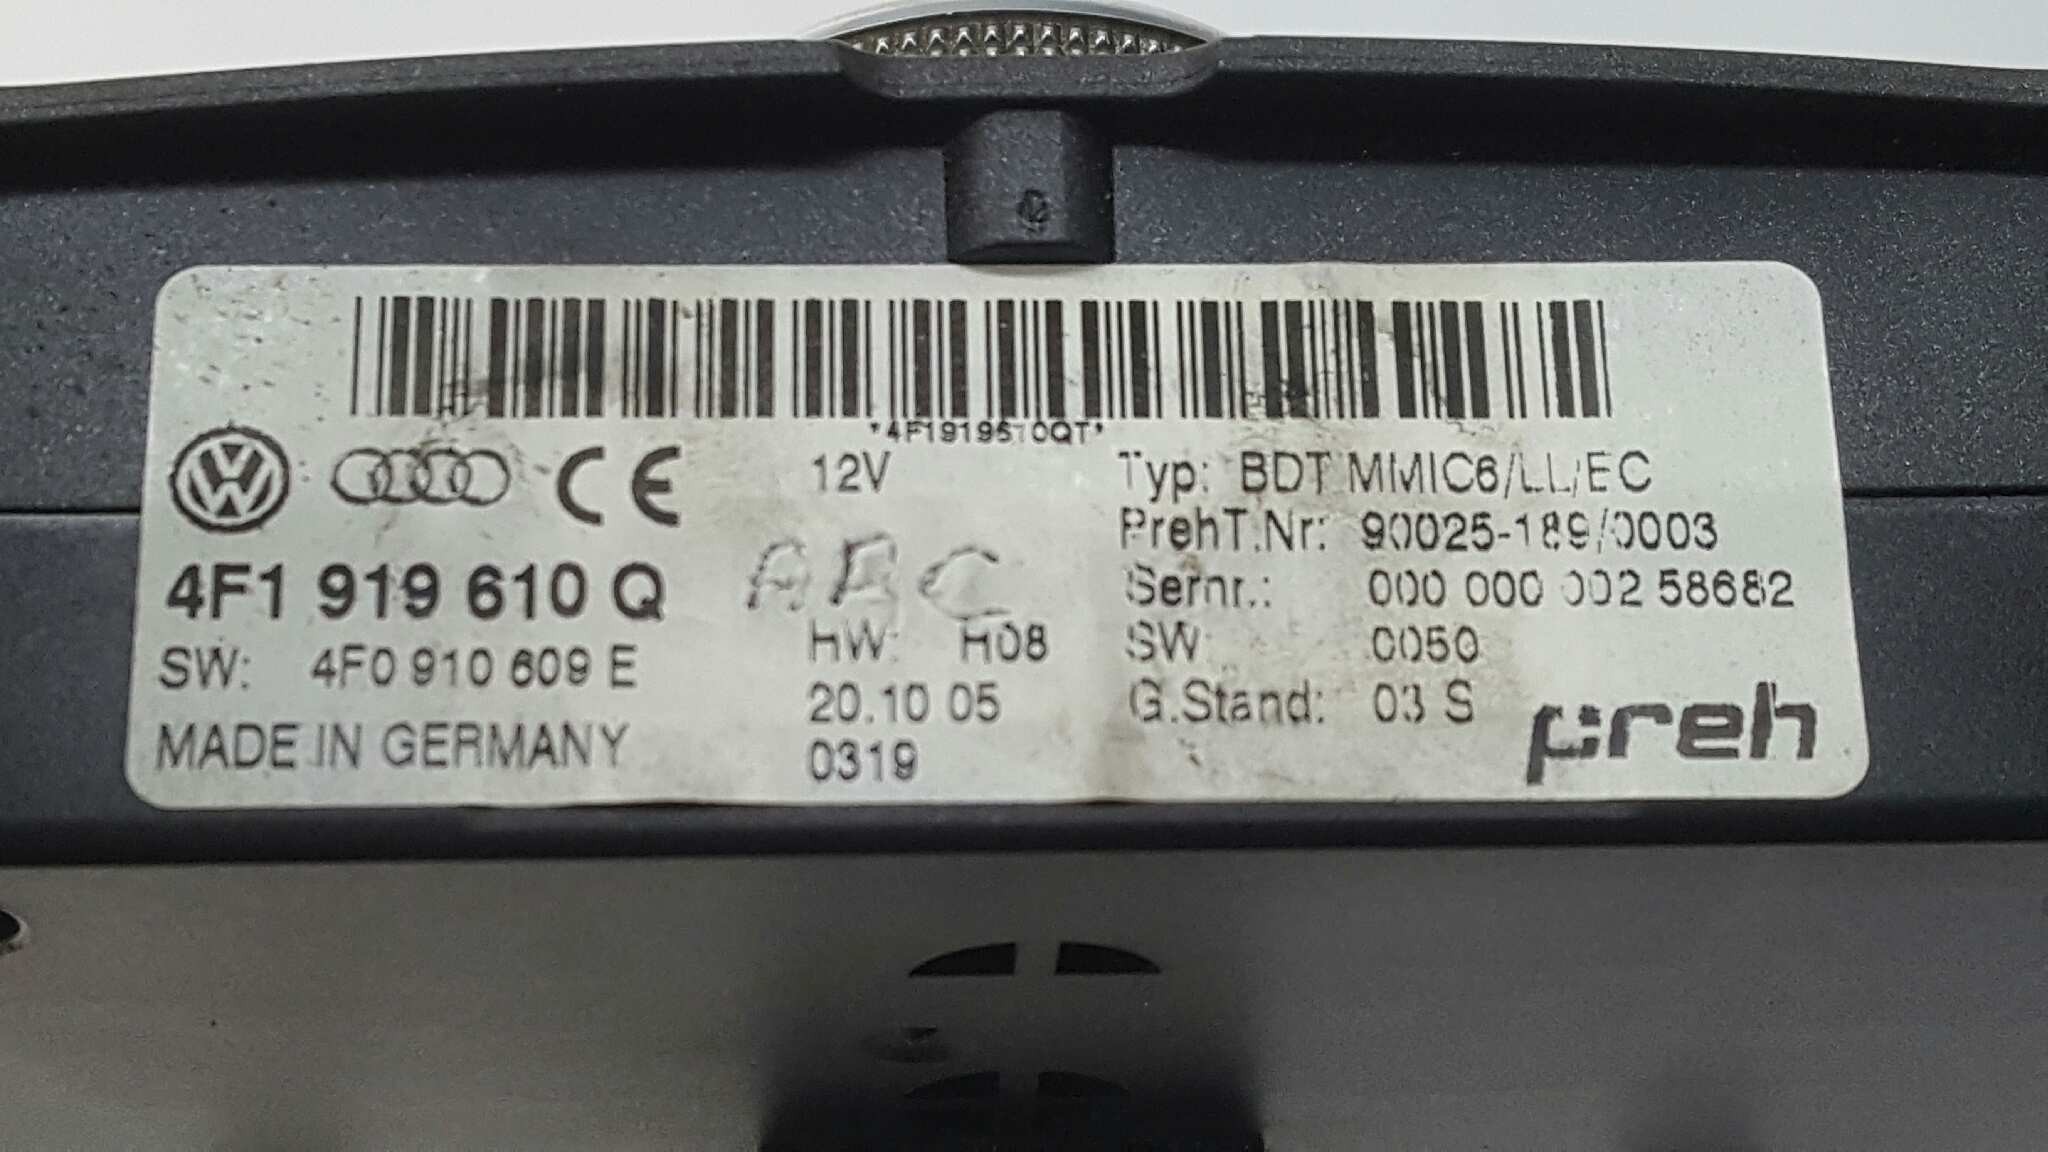 *4F1919610QT*
12V
4F1 919 610 Q
SW: 4F0 910 609 E
MADE IN GERMANY
ABC
HW: H08
20.10 05
0319
Typ: BDT MMIC6/LL/EC
PrehT.Nr: 90025-189/0003
Sernr.: 000 000 002 58682
SW 0050
G.Stand: 03 S
preh
VW
CE